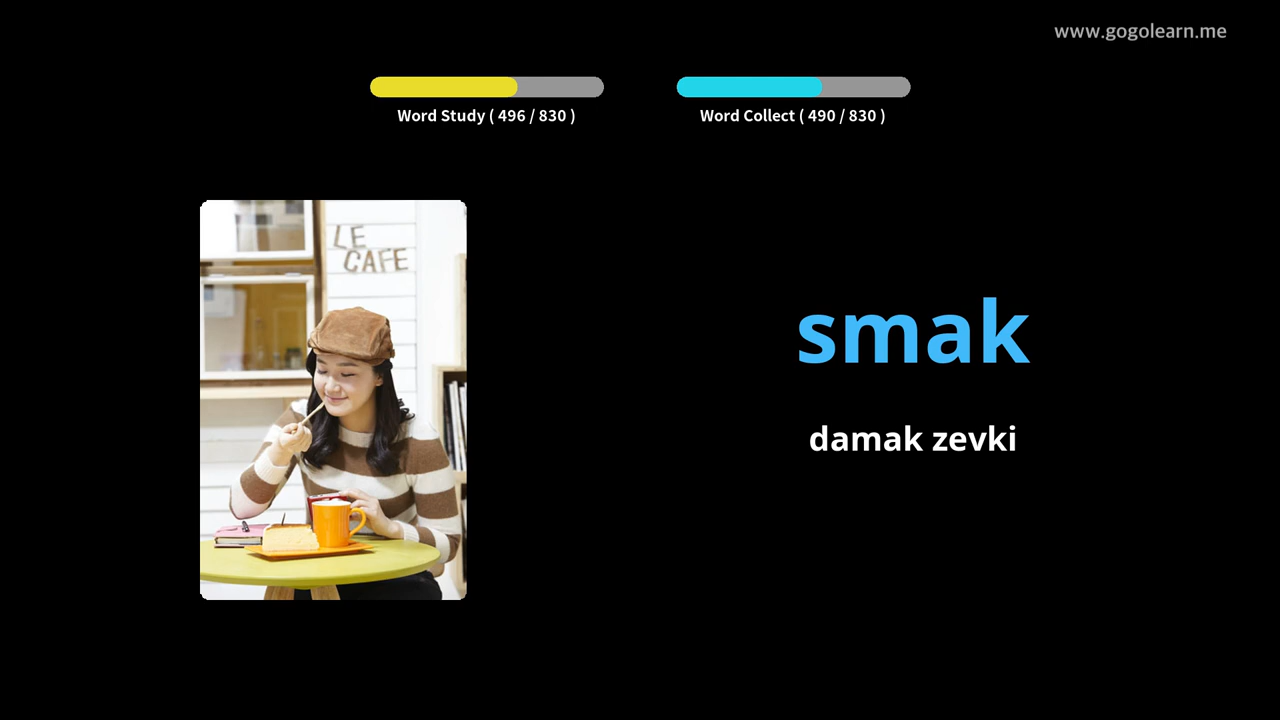 www.gogolearn.me
Word Study ( 496 / 830 )
Word Collect ( 490 / 830 )
LE
CAFE
smak
damak zevki